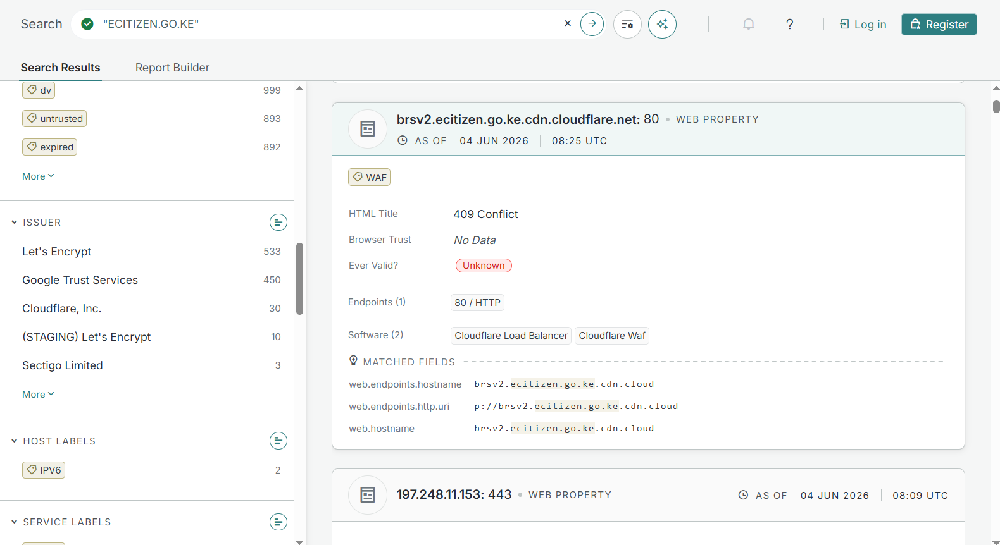 Search
"ECITIZEN.GO.KE"
Log in
Register
Search Results
Report Builder
dv 999
untrusted 893
expired 892
More
ISSUER
Let's Encrypt 533
Google Trust Services 450
Cloudflare, Inc. 30
(STAGING) Let's Encrypt 10
Sectigo Limited 3
More
HOST LABELS
IPV6 2
SERVICE LABELS
brsv2.ecitizen.go.ke.cdn.cloudflare.net: 80 • WEB PROPERTY
AS OF 04 JUN 2026 08:25 UTC
WAF
HTML Title 409 Conflict
Browser Trust No Data
Ever Valid? Unknown
Endpoints (1) 80 / HTTP
Software (2) Cloudflare Load Balancer Cloudflare Waf
MATCHED FIELDS
web.endpoints.hostname brsv2.ecitizen.go.ke.cdn.cloud
web.endpoints.http.uri p://brsv2.ecitizen.go.ke.cdn.cloud
web.hostname brsv2.ecitizen.go.ke.cdn.cloud
197.248.11.153: 443 • WEB PROPERTY AS OF 04 JUN 2026 08:09 UTC